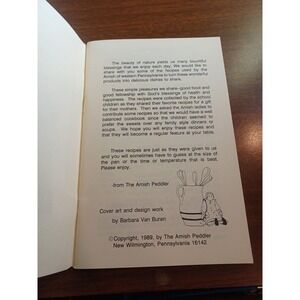 The beauty of nature yields us many bountiful
blessings that we enjoy each day. We would like to
share with you some of the recipes used by the
Amish of western Pennsylvania to turn these wonderful
products into delicious dishes to share.
These simple pleasures we share–good food and
good fellowship with God's blessings of health and
happiness. The recipes were collected by the school
children as they shared their favorite recipes for a gift
for their mothers. Then we asked the Amish ladies to
contribute some recipes so that we would have a well
balanced cookbook since the children seemed to
prefer the sweets over any family style dinners of
soups. We hope you will enjoy these recipes and
that they will become a regular feature at your table.
These recipes are just as they were given to us
and you will sometimes have to guess at the size of
the pan or the time or temperature that is best.
Please enjoy.
-from The Amish Peddler
Cover art and design work
by Barbara Van Buren
©Copyright, 1989, by The Amish Peddler
New Wilmington, Pennsylvania 16142